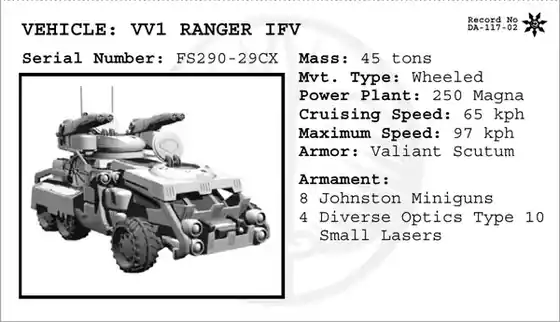 VEHICLE: VV1 RANGER IFV
Record No
DA-117-02
Serial Number: FS290-29CX
Mass: 45 tons
Mvt. Type: Wheeled
Power Plant: 250 Magna
Cruising Speed: 65 kph
Maximum Speed: 97 kph
Armor: Valiant Scutum
Armament:
8 Johnston Miniguns
4 Diverse Optics Type 10
Small Lasers